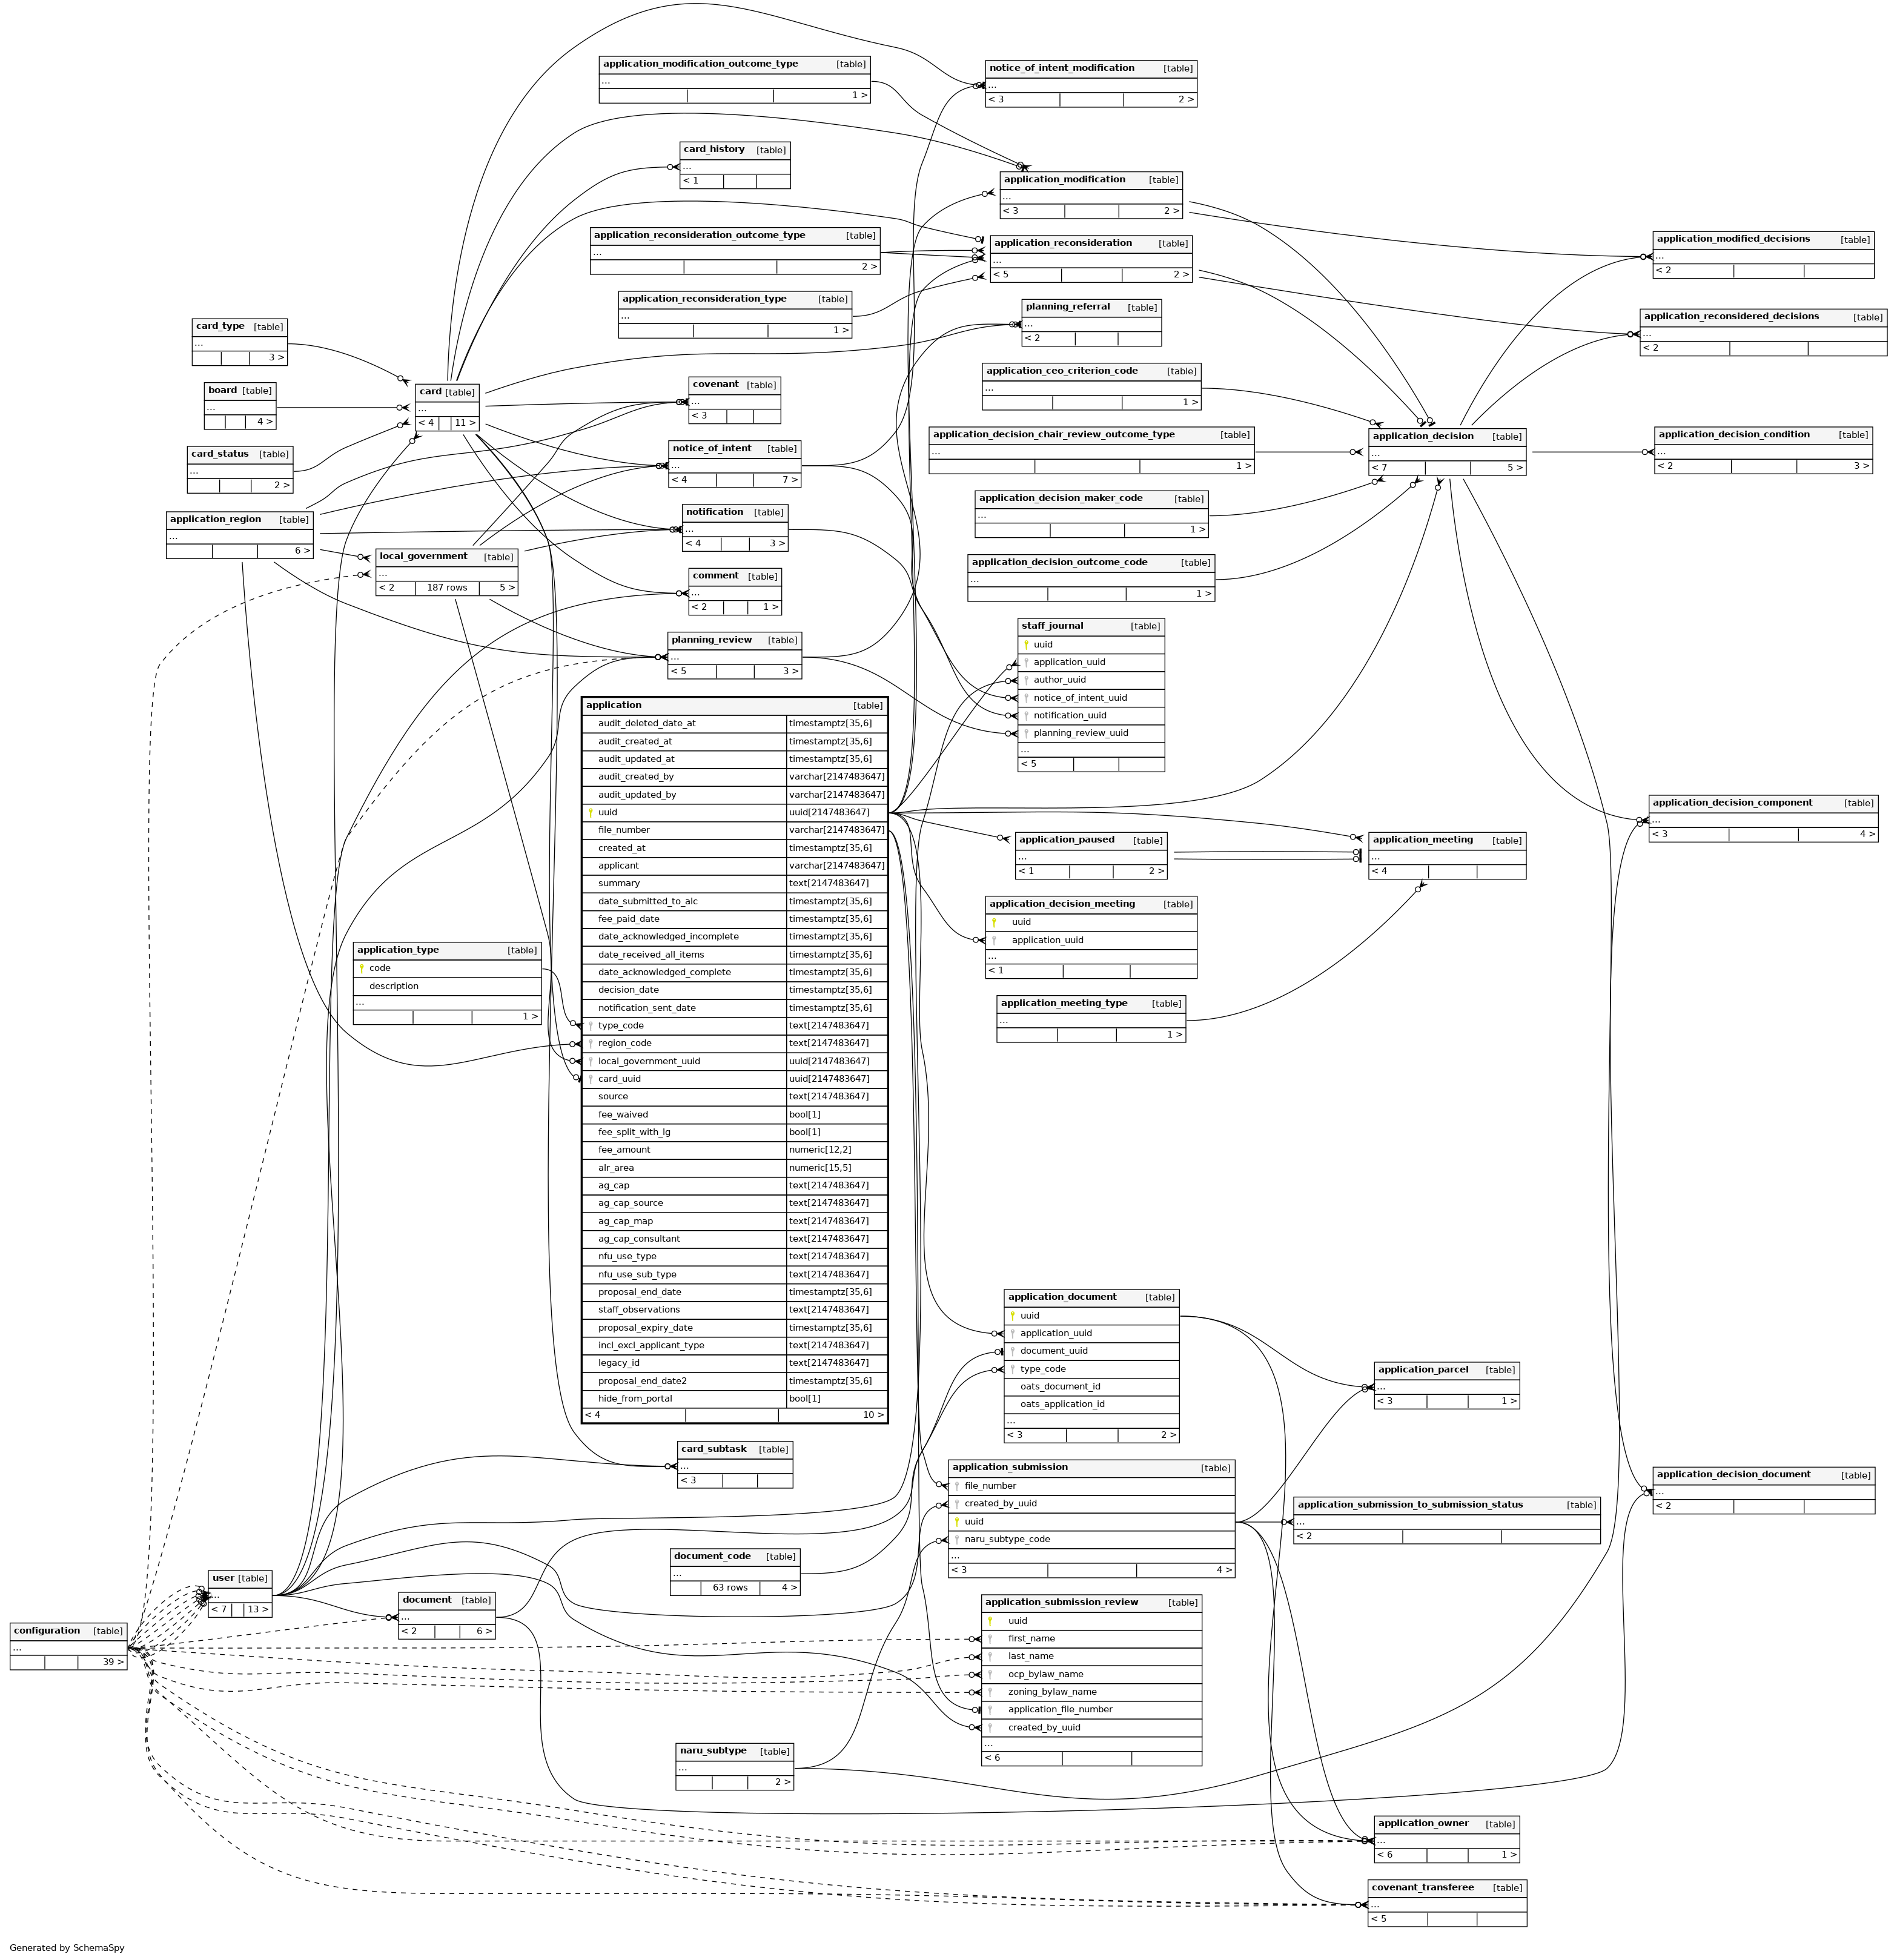 application_modification_outcome_type [table]
...
1 >
notice_of_intent_modification [table]
...
< 3 2 >
card_history [table]
...
< 1
application_modification [table]
...
< 3 2 >
application_reconsideration_outcome_type [table]
...
2 >
application_reconsideration [table]
...
< 5 2 >
application_modified_decisions [table]
...
< 2
application_reconsideration_type [table]
...
1 >
planning_referral [table]
...
< 2
application_reconsidered_decisions [table]
...
< 2
card_type [table]
...
3 >
board [table]
...
4 >
card_status [table]
...
2 >
card [table]
...
< 4 11 >
covenant [table]
...
< 3
application_ceo_criterion_code [table]
...
1 >
notice_of_intent [table]
...
< 4 7 >
application_decision_chair_review_outcome_type [table]
...
1 >
application_decision [table]
...
< 7 5 >
application_decision_condition [table]
...
< 2 3 >
application_region [table]
...
6 >
local_government [table]
...
< 2 187 rows 5 >
notification [table]
...
< 4 3 >
application_decision_maker_code [table]
...
1 >
comment [table]
...
< 2 1 >
application_decision_outcome_code [table]
...
1 >
planning_review [table]
...
< 5 3 >
staff_journal [table]
uuid
application_uuid
author_uuid
notice_of_intent_uuid
notification_uuid
planning_review_uuid
...
< 5
application [table]
audit_deleted_date_at timestamptz[35,6]
audit_created_at timestamptz[35,6]
audit_updated_at timestamptz[35,6]
audit_created_by varchar[2147483647]
audit_updated_by varchar[2147483647]
uuid uuid[2147483647]
file_number varchar[2147483647]
created_at timestamptz[35,6]
applicant varchar[2147483647]
summary text[2147483647]
date_submitted_to_alc timestamptz[35,6]
fee_paid_date timestamptz[35,6]
date_acknowledged_incomplete timestamptz[35,6]
date_received_all_items timestamptz[35,6]
date_acknowledged_complete timestamptz[35,6]
decision_date timestamptz[35,6]
notification_sent_date timestamptz[35,6]
type_code text[2147483647]
region_code text[2147483647]
local_government_uuid uuid[2147483647]
card_uuid uuid[2147483647]
source text[2147483647]
fee_waived bool[1]
fee_split_with_lg bool[1]
fee_amount numeric[12,2]
alr_area numeric[15,5]
ag_cap text[2147483647]
ag_cap_source text[2147483647]
ag_cap_map text[2147483647]
ag_cap_consultant text[2147483647]
nfu_use_type text[2147483647]
nfu_use_sub_type text[2147483647]
proposal_end_date timestamptz[35,6]
staff_observations text[2147483647]
proposal_expiry_date timestamptz[35,6]
incl_excl_applicant_type text[2147483647]
legacy_id text[2147483647]
proposal_end_date2 timestamptz[35,6]
hide_from_portal bool[1]
< 4 10 >
application_decision_component [table]
...
< 3 4 >
application_paused [table]
...
< 1 2 >
application_meeting [table]
...
< 4
application_decision_meeting [table]
uuid
application_uuid
...
< 1
application_type [table]
code
description
...
1 >
application_meeting_type [table]
...
1 >
application_document [table]
uuid
application_uuid
document_uuid
type_code
oats_document_id
oats_application_id
...
< 3 2 >
application_parcel [table]
...
< 3 1 >
card_subtask [table]
...
< 3
application_submission [table]
file_number
created_by_uuid
uuid
naru_subtype_code
...
< 3 4 >
application_decision_document [table]
...
< 2
application_submission_to_submission_status [table]
...
< 2
document_code [table]
...
63 rows 4 >
user [table]
...
< 7 13 >
document [table]
...
< 2 6 >
configuration [table]
...
39 >
application_submission_review [table]
uuid
first_name
last_name
ocp_bylaw_name
zoning_bylaw_name
application_file_number
created_by_uuid
...
< 6
naru_subtype [table]
...
2 >
application_owner [table]
...
< 6 1 >
covenant_transferee [table]
...
< 5
Generated by SchemaSpy